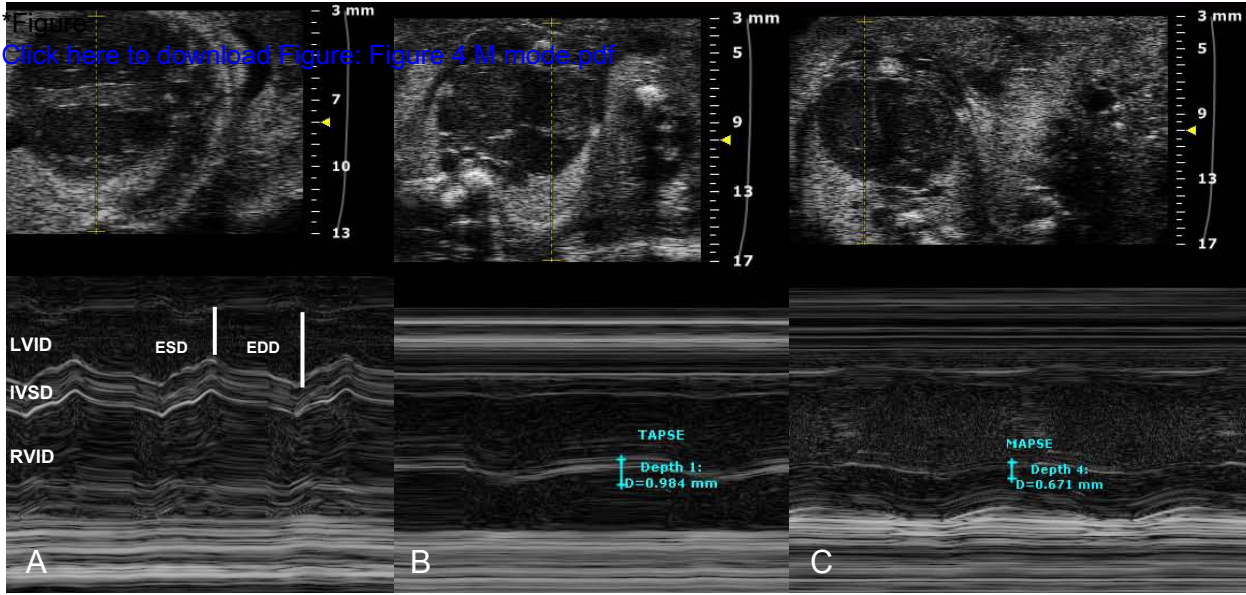 *Figure
Click here to download Figure: Figure 4 M mode.pdf
3 mm
5
7
10
13
3 mm
5
9
13
17
3 mm
5
9
13
17
LVID
ESD
EDD
IVSD
RVID
A
TAPSE
Depth 1:
D=0.984 mm
B
MAPSE
Depth 4:
D=0.671 mm
C